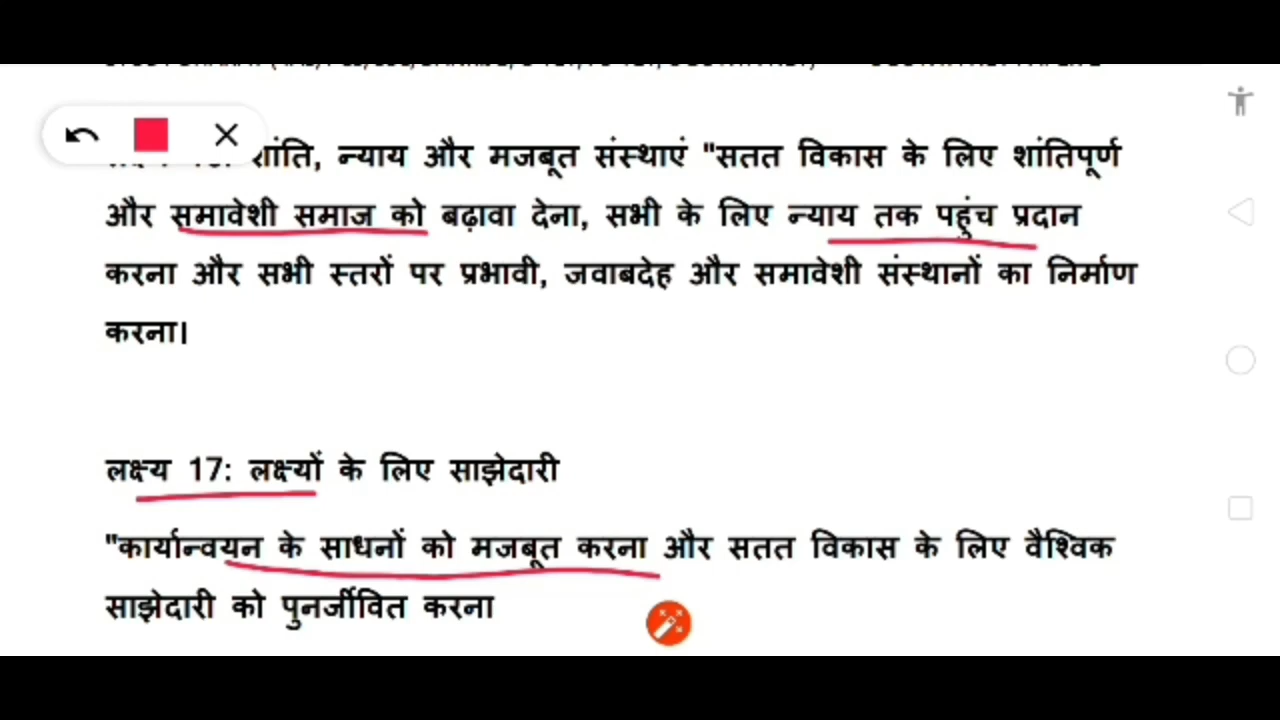 शांति, न्याय और मजबूत संस्थाएं "सतत विकास के लिए शांतिपूर्ण
और समावेशी समाज को बढ़ावा देना, सभी के लिए न्याय तक पहुंच प्रदान
करना और सभी स्तरों पर प्रभावी, जवाबदेह और समावेशी संस्थानों का निर्माण
करना।
लक्ष्य 17: लक्ष्यों के लिए साझेदारी
"कार्यान्वयन के साधनों को मजबूत करना और सतत विकास के लिए वैश्विक
साझेदारी को पुनर्जीवित करना